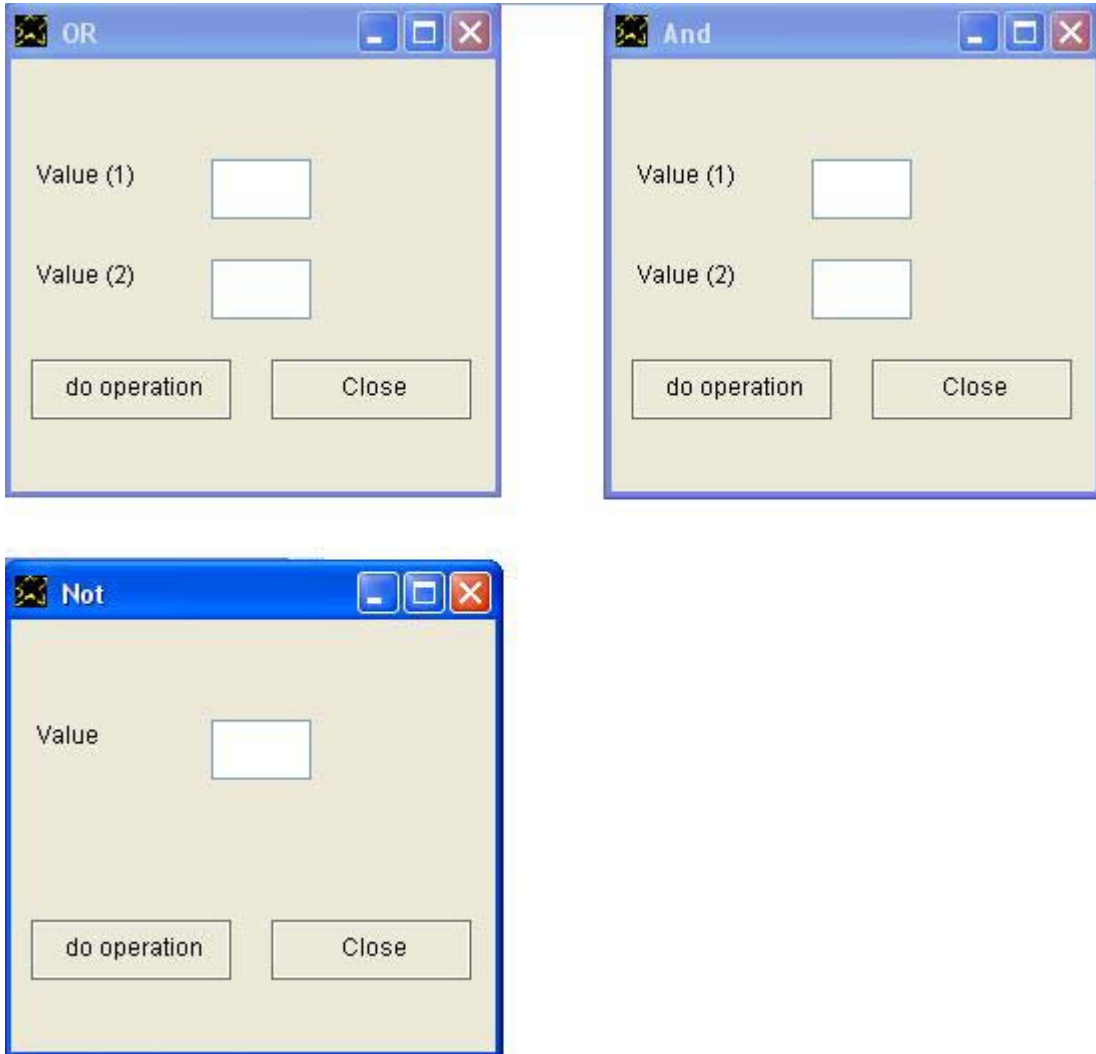 OR
Value (1)
Value (2)
do operation Close
And
Value (1)
Value (2)
do operation Close
Not
Value
do operation Close